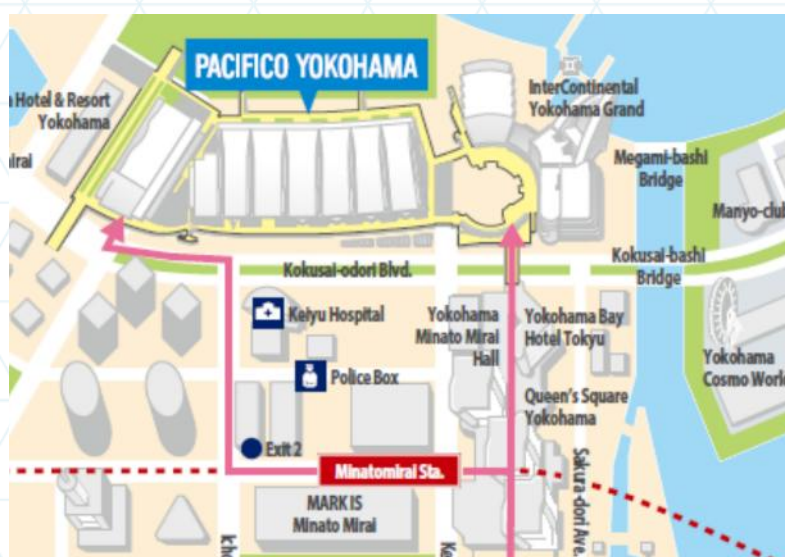 PACIFICO YOKOHAMA
Hotel & Resort
Yokohama
InterContinental
Yokohama Grand
Megami-bashi
Bridge
Manyo-club
Kokusai-bashi
Bridge
Kokusai-odori Blvd.
Keiyu Hospital
Yokohama
Minato Mirai
Hall
Yokohama Bay
Hotel Tokyu
Police Box
Yokohama
Cosmo World
Queen's Square
Yokohama
Exit 2
Minatomirai Sta.
Sakura-dori Ave.
MARK IS
Minato Mirai